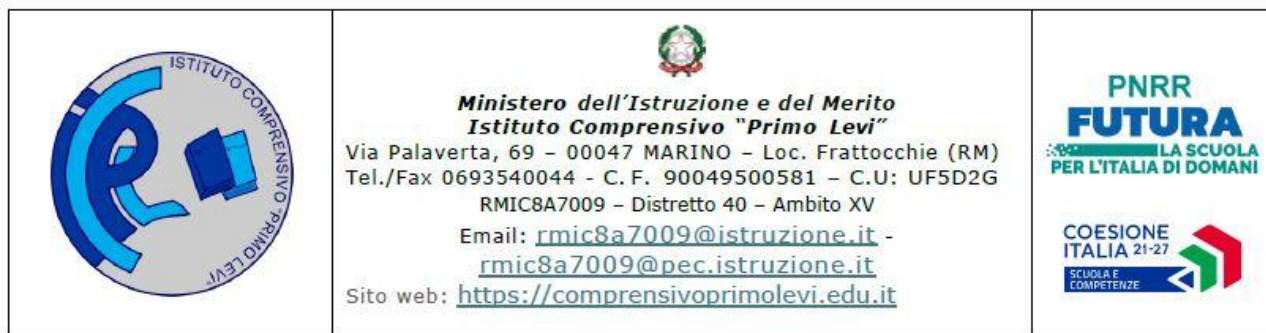 ISTITUTO COMPRENSIVO "PRIMO LEVI"
Ministero dell'Istruzione e del Merito
Istituto Comprensivo "Primo Levi"
Via Palaverta, 69 – 00047 MARINO – Loc. Frattocchie (RM)
Tel./Fax 0693540044 - C.F. 90049500581 – C.U: UF5D2G
RMIC8A7009 – Distretto 40 – Ambito XV
Email: rmic8a7009@istruzione.it -
rmic8a7009@pec.istruzione.it
Sito web: https://comprensivoprimolevi.edu.it
PNRR
FUTURA
LA SCUOLA
PER L'ITALIA DI DOMANI
COESIONE
ITALIA 21-27
SCUOLA E
COMPETENZE